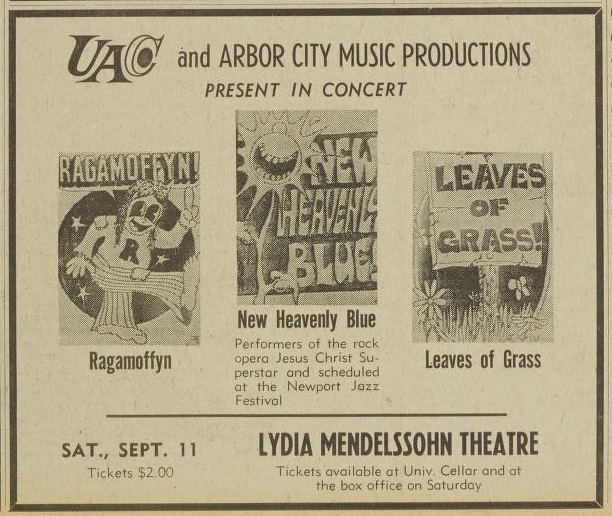 UAC and ARBOR CITY MUSIC PRODUCTIONS
PRESENT IN CONCERT
RAGAMOFFYN!
R
Ragamoffyn
NEW
HEAVENLY
BLUE
New Heavenly Blue
Performers of the rock
opera Jesus Christ Su-
perstar and scheduled
at the Newport Jazz
Festival
LEAVES
OF
GRASS!
Leaves of Grass
SAT., SEPT. 11
Tickets $2.00
LYDIA MENDELSSOHN THEATRE
Tickets available at Univ. Cellar and at
the box office on Saturday